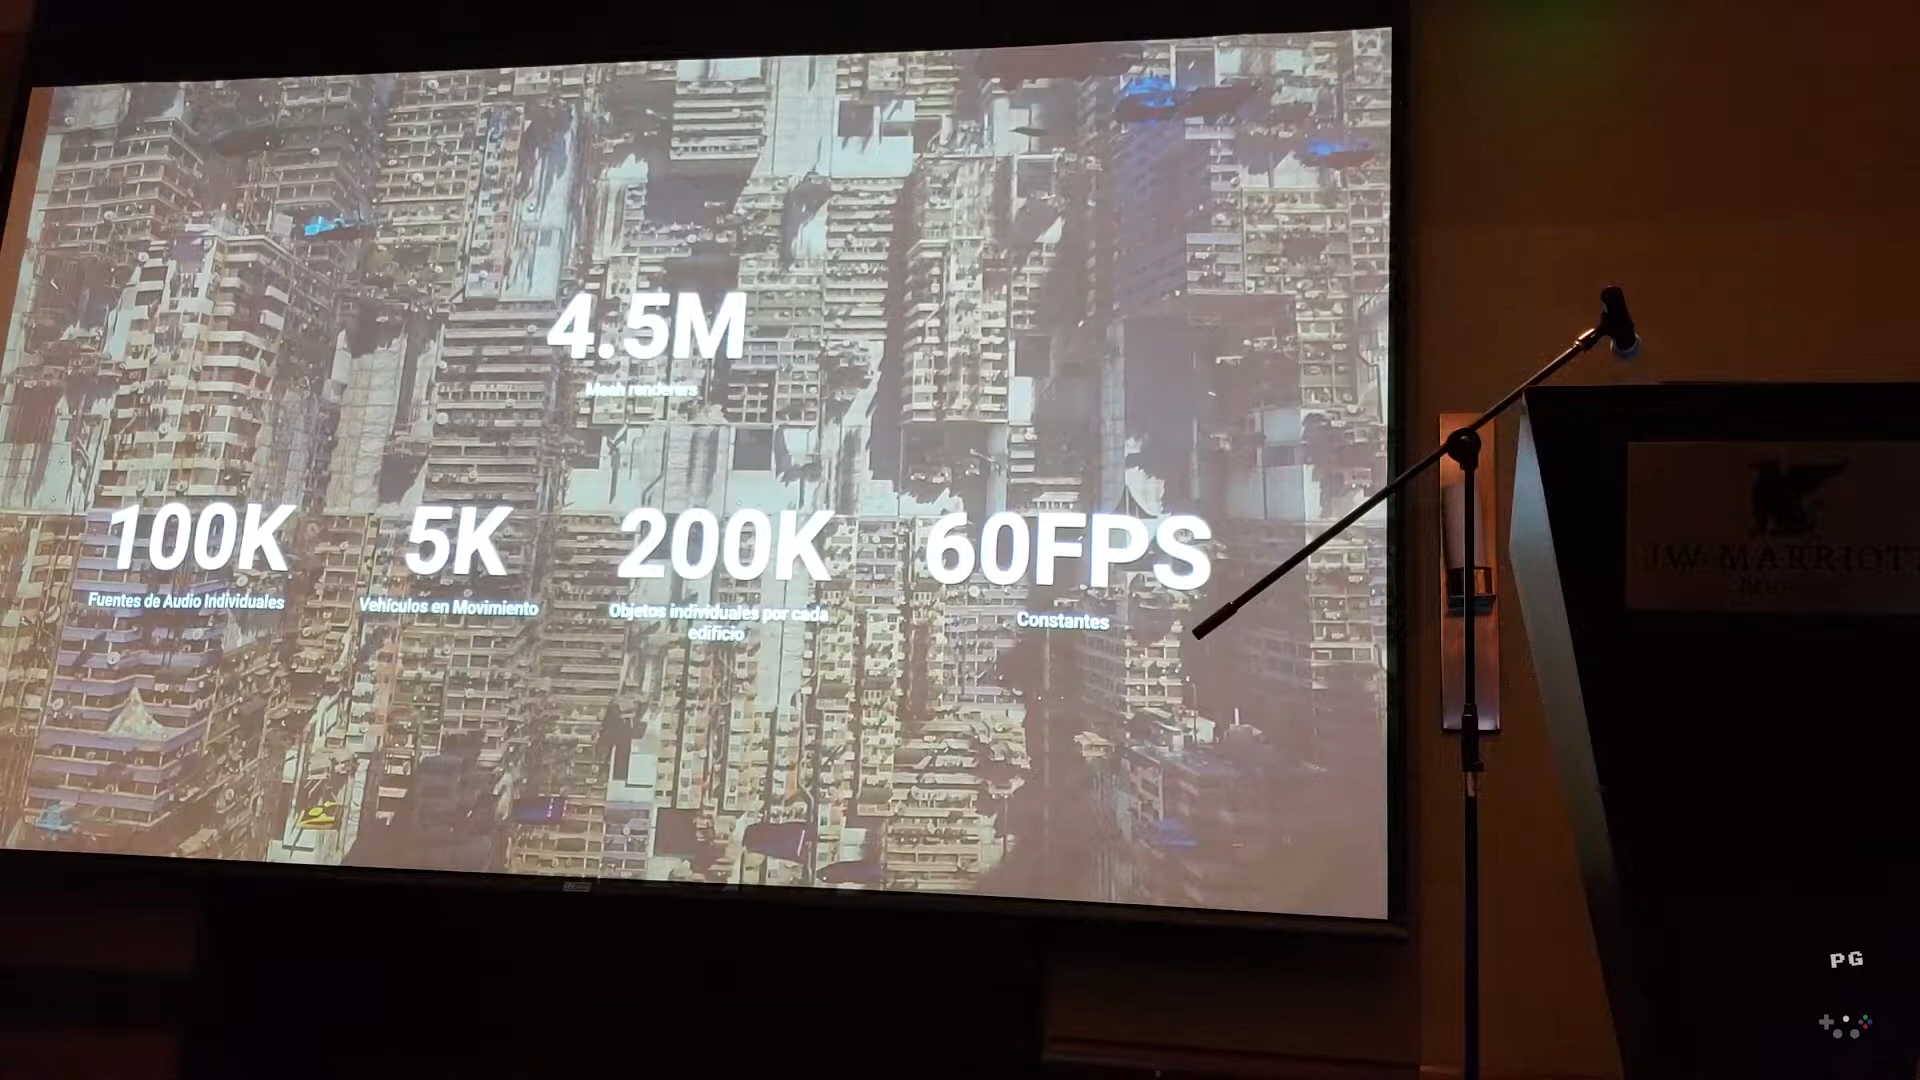 4.5M
Mesh renderers
100K
Fuentes de Audio Individuales
5K
Vehículos en Movimiento
200K
Objetos individuales por cada
edificio
60FPS
Constantes
JW MARRIOTT
PG